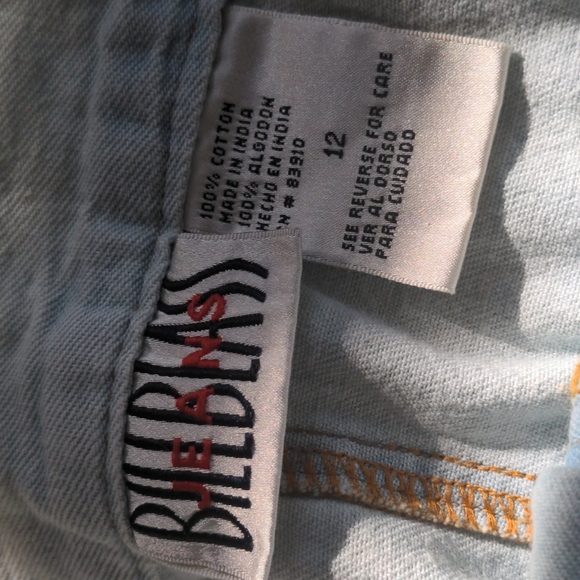 100% COTTON
MADE IN INDIA
100% ALGODON
HECHO EN INDIA
N # 83910
12
SEE REVERSE FOR CARE
VER AL DORSO
PARA CUIDADO
BILL BLASS
JEANS